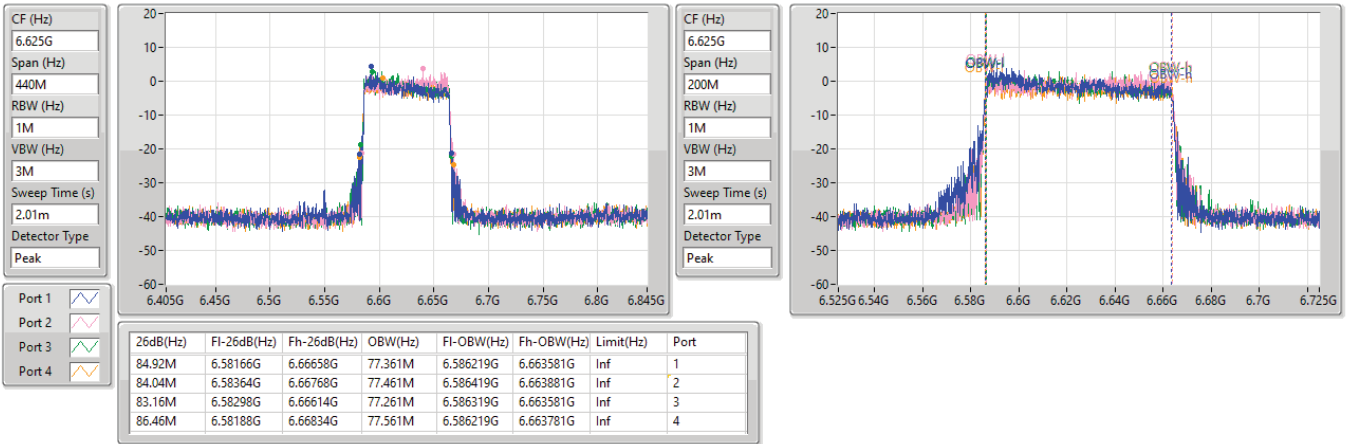 CF (Hz)
6.625G
Span (Hz)
440M
RBW (Hz)
1M
VBW (Hz)
3M
Sweep Time (s)
2.01m
Detector Type
Peak
20
10
0
-10
-20
-30
-40
-50
-60
6.405G 6.45G 6.5G 6.55G 6.6G 6.65G 6.7G 6.75G 6.8G 6.845G
CF (Hz)
6.625G
Span (Hz)
200M
RBW (Hz)
1M
VBW (Hz)
3M
Sweep Time (s)
2.01m
Detector Type
Peak
20
10
0
-10
-20
-30
-40
-50
-60
OBW-l
OBW-h
OBW-h
6.525G 6.54G 6.56G 6.58G 6.6G 6.62G 6.64G 6.66G 6.68G 6.7G 6.725G
Port 1
Port 2
Port 3
Port 4
26dB(Hz) Fl-26dB(Hz) Fh-26dB(Hz) OBW(Hz) Fl-OBW(Hz) Fh-OBW(Hz) Limit(Hz) Port
84.92M 6.58166G 6.66658G 77.361M 6.586219G 6.663581G Inf 1
84.04M 6.58364G 6.66768G 77.461M 6.586419G 6.663881G Inf 2
83.16M 6.58298G 6.66614G 77.261M 6.586319G 6.663581G Inf 3
86.46M 6.58188G 6.66834G 77.561M 6.586219G 6.663781G Inf 4